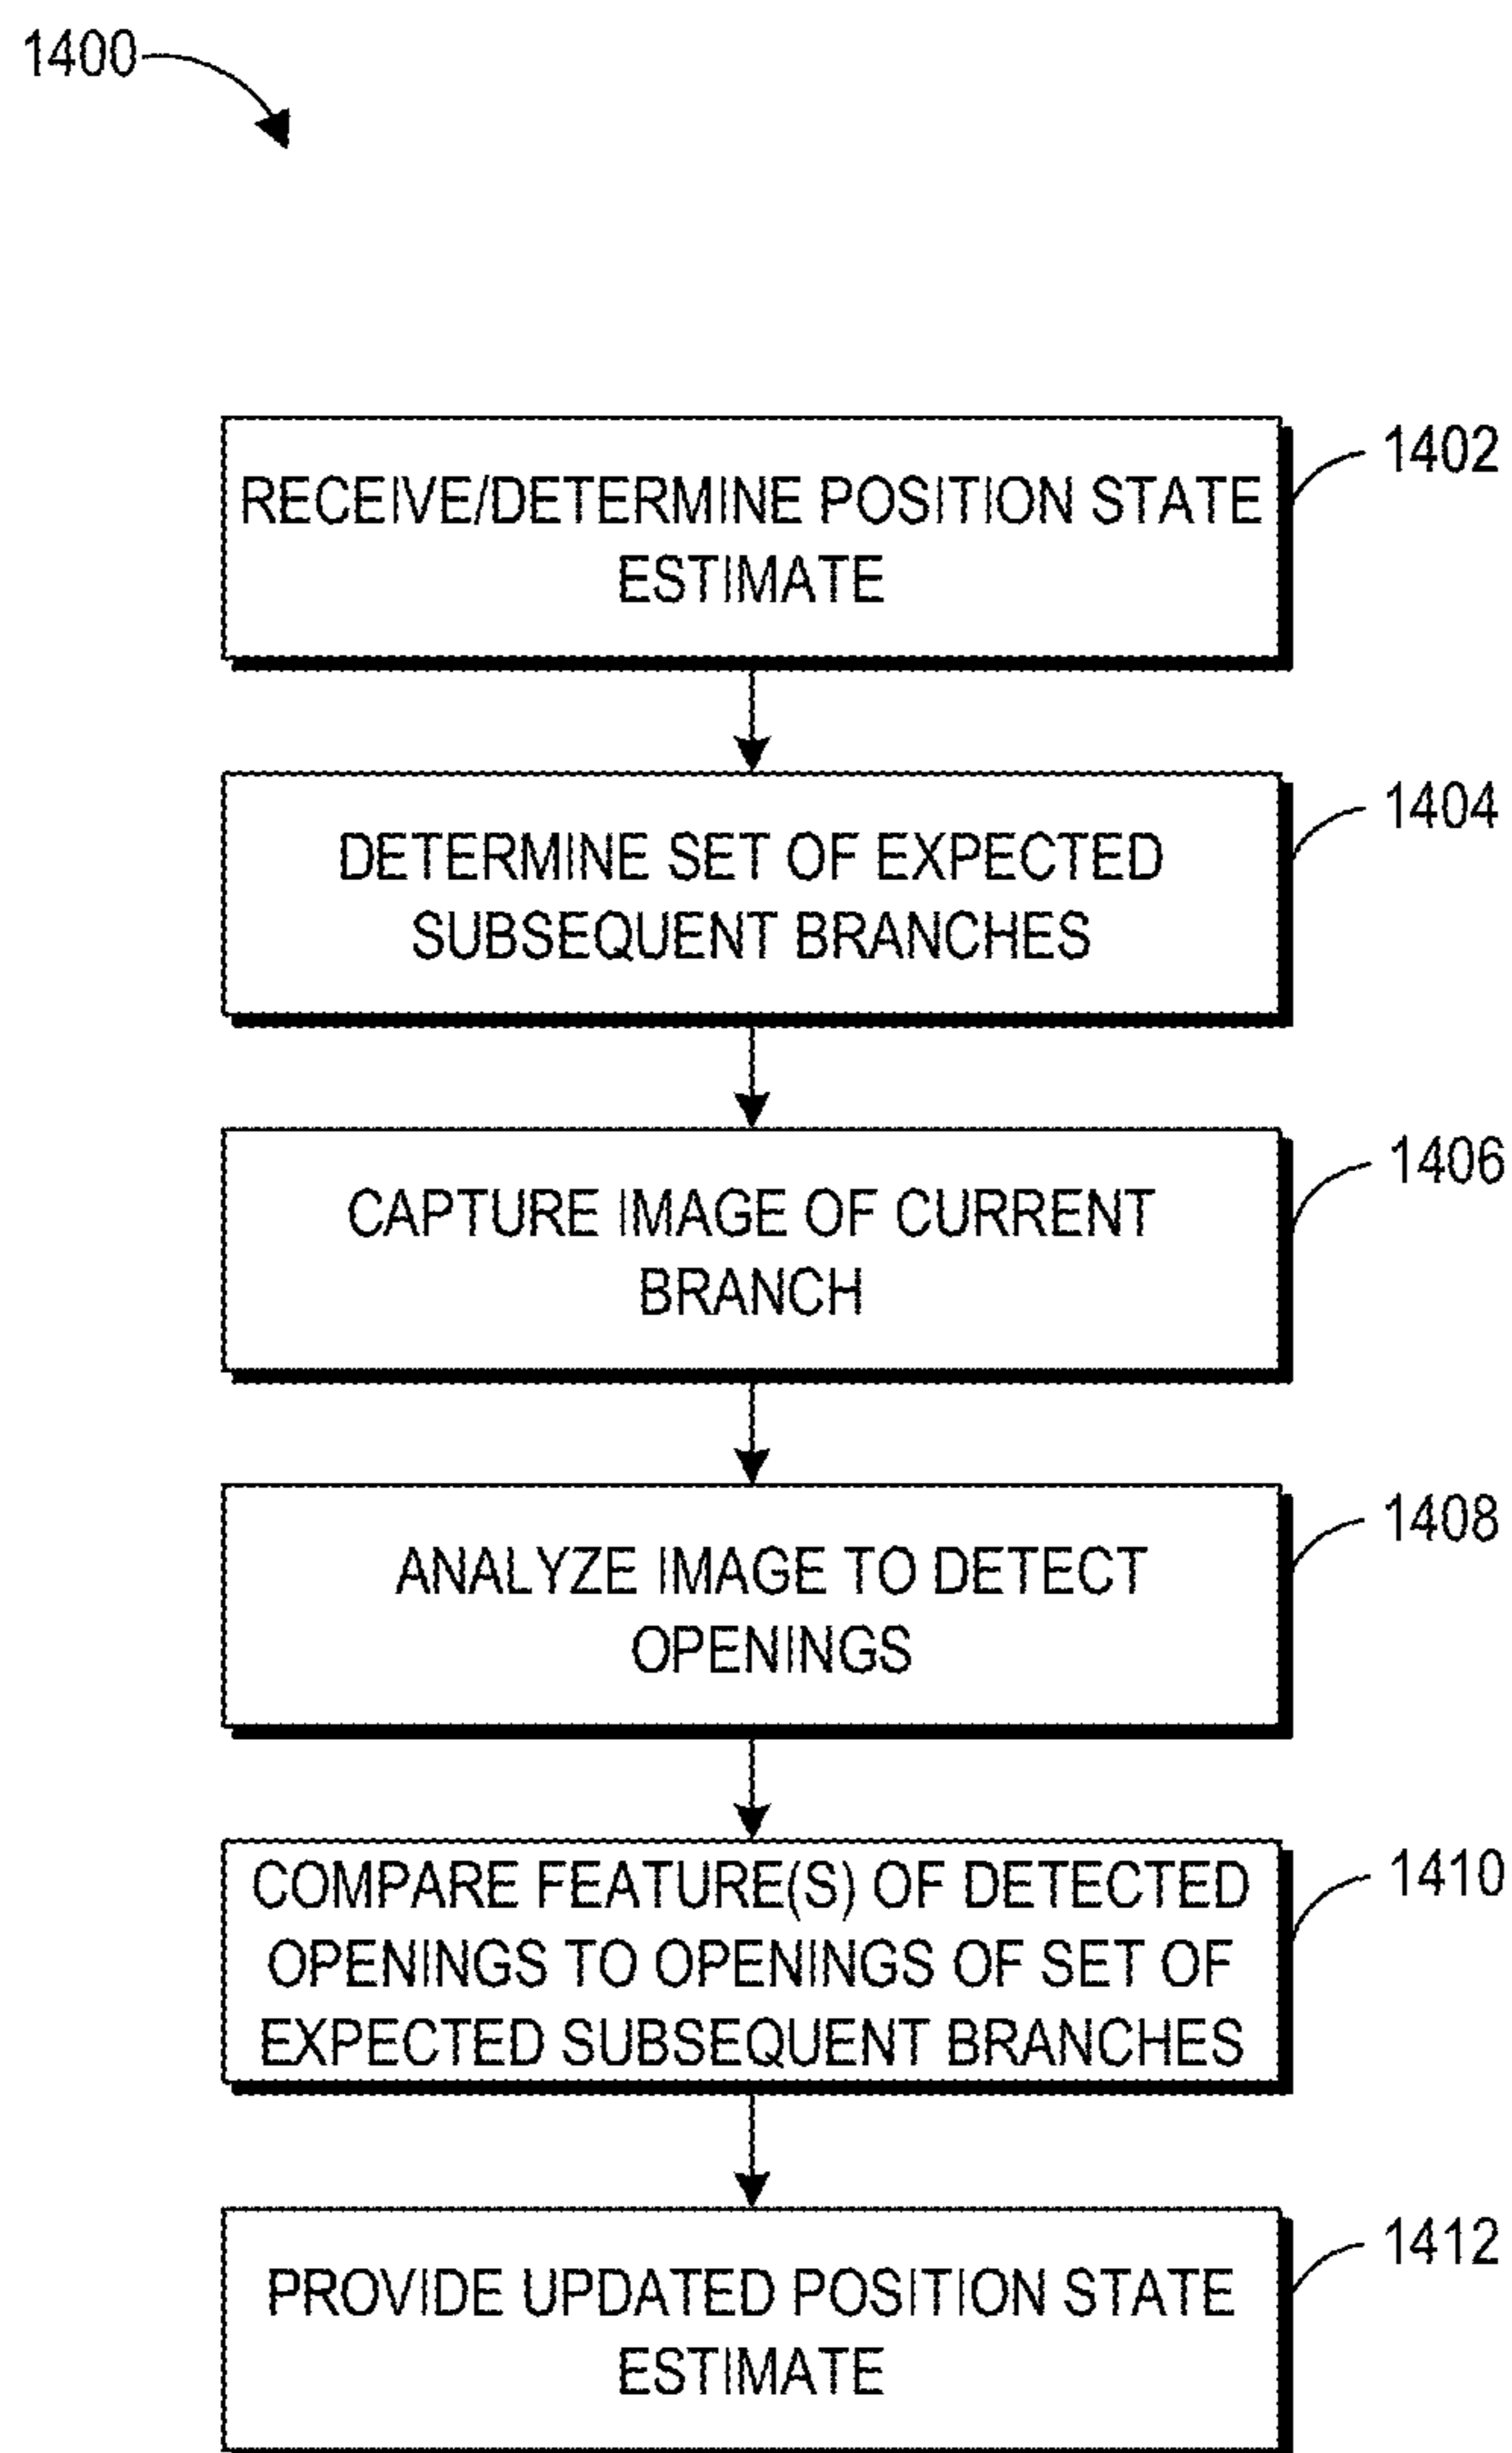 1400
RECEIVE/DETERMINE POSITION STATE
ESTIMATE
1402
DETERMINE SET OF EXPECTED
SUBSEQUENT BRANCHES
1404
CAPTURE IMAGE OF CURRENT
BRANCH
1406
ANALYZE IMAGE TO DETECT
OPENINGS
1408
COMPARE FEATURE(S) OF DETECTED
OPENINGS TO OPENINGS OF SET OF
EXPECTED SUBSEQUENT BRANCHES
1410
PROVIDE UPDATED POSITION STATE
ESTIMATE
1412